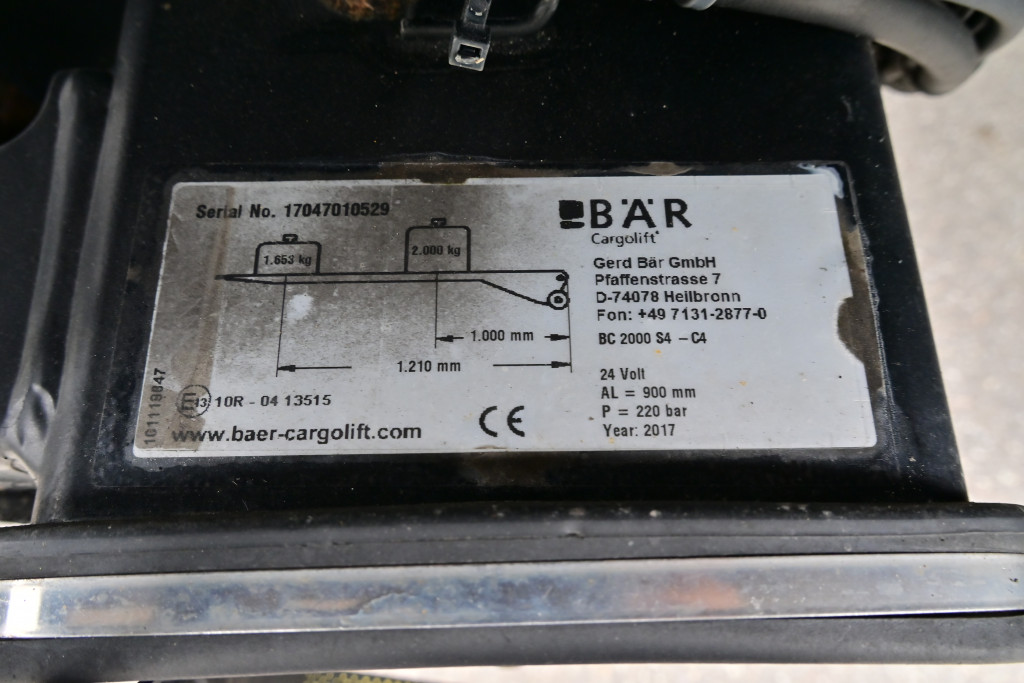 Serial No. 17047010529
1.653 kg
2.000 kg
1.000 mm
1.210 mm
101119847
13 10R - 04 13515
www.baer-cargolift.com
CE
BÄR
Cargolift
Gerd Bär GmbH
Pfaffenstrasse 7
D-74078 Heilbronn
Fon: +49 7131-2877-0
BC 2000 S4 - C4
24 Volt
AL = 900 mm
P = 220 bar
Year: 2017